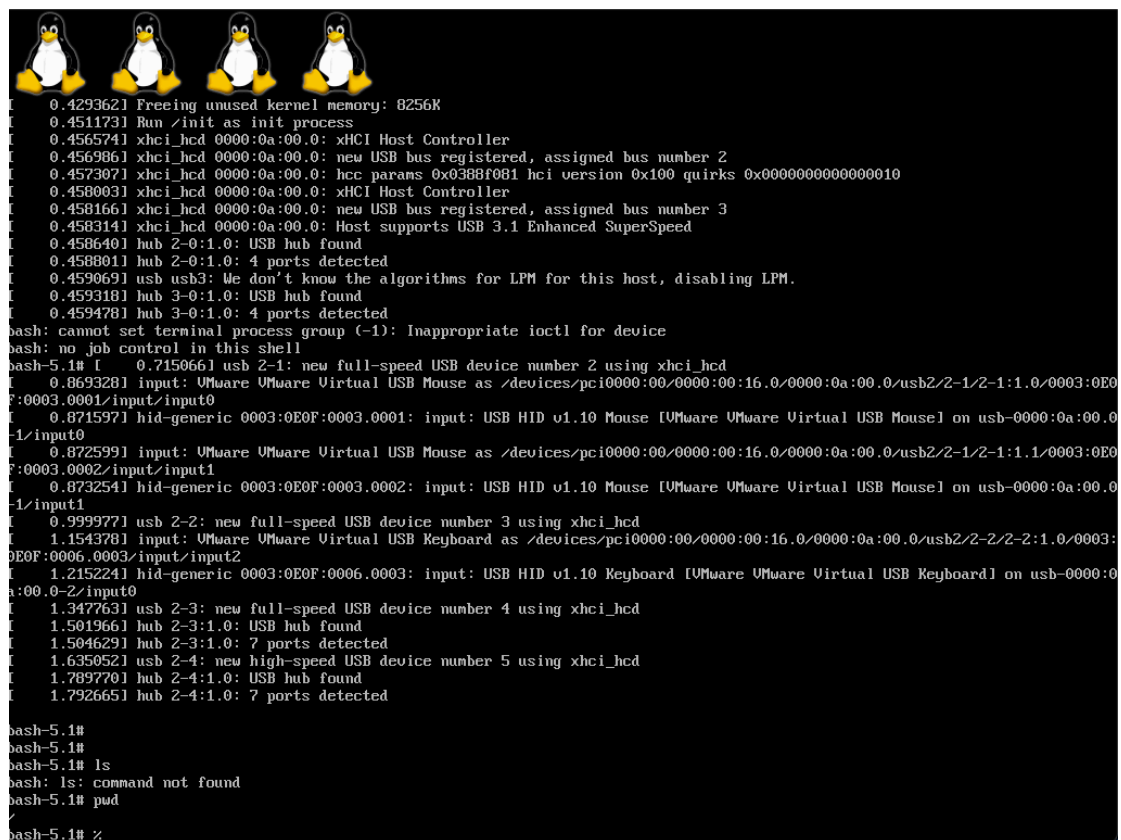 [    0.429362] Freeing unused kernel memory: 8256K
[    0.451173] Run /init as init process
[    0.456574] xhci_hcd 0000:0a:00.0: xHCI Host Controller
[    0.456986] xhci_hcd 0000:0a:00.0: new USB bus registered, assigned bus number 2
[    0.457307] xhci_hcd 0000:0a:00.0: hcc params 0x0388f081 hci version 0x100 quirks 0x0000000000000010
[    0.458003] xhci_hcd 0000:0a:00.0: xHCI Host Controller
[    0.458166] xhci_hcd 0000:0a:00.0: new USB bus registered, assigned bus number 3
[    0.458314] xhci_hcd 0000:0a:00.0: Host supports USB 3.1 Enhanced SuperSpeed
[    0.458640] hub 2-0:1.0: USB hub found
[    0.458801] hub 2-0:1.0: 4 ports detected
[    0.459069] usb usb3: We don't know the algorithms for LPM for this host, disabling LPM.
[    0.459318] hub 3-0:1.0: USB hub found
[    0.459478] hub 3-0:1.0: 4 ports detected
bash: cannot set terminal process group (-1): Inappropriate ioctl for device
bash: no job control in this shell
bash-5.1# [    0.715066] usb 2-1: new full-speed USB device number 2 using xhci_hcd
[    0.869328] input: VMware VMware Virtual USB Mouse as /devices/pci0000:00/0000:00:16.0/0000:0a:00.0/usb2/2-1/2-1:1.0/0003:0E0
F:0003.0001/input/input0
[    0.871597] hid-generic 0003:0E0F:0003.0001: input: USB HID v1.10 Mouse [VMware VMware Virtual USB Mouse] on usb-0000:0a:00.0
-1/input0
[    0.872599] input: VMware VMware Virtual USB Mouse as /devices/pci0000:00/0000:00:16.0/0000:0a:00.0/usb2/2-1/2-1:1.1/0003:0E0
F:0003.0002/input/input1
[    0.873254] hid-generic 0003:0E0F:0003.0002: input: USB HID v1.10 Mouse [VMware VMware Virtual USB Mouse] on usb-0000:0a:00.0
-1/input1
[    0.999977] usb 2-2: new full-speed USB device number 3 using xhci_hcd
[    1.154378] input: VMware VMware Virtual USB Keyboard as /devices/pci0000:00/0000:00:16.0/0000:0a:00.0/usb2/2-2/2-2:1.0/0003:
0E0F:0006.0003/input/input2
[    1.215224] hid-generic 0003:0E0F:0006.0003: input: USB HID v1.10 Keyboard [VMware VMware Virtual USB Keyboard] on usb-0000:0
a:00.0-2/input0
[    1.347763] usb 2-3: new full-speed USB device number 4 using xhci_hcd
[    1.501966] hub 2-3:1.0: USB hub found
[    1.504629] hub 2-3:1.0: 7 ports detected
[    1.635052] usb 2-4: new high-speed USB device number 5 using xhci_hcd
[    1.789770] hub 2-4:1.0: USB hub found
[    1.792665] hub 2-4:1.0: 7 ports detected
bash-5.1#
bash-5.1#
bash-5.1# ls
bash: ls: command not found
bash-5.1# pwd
/
bash-5.1# %